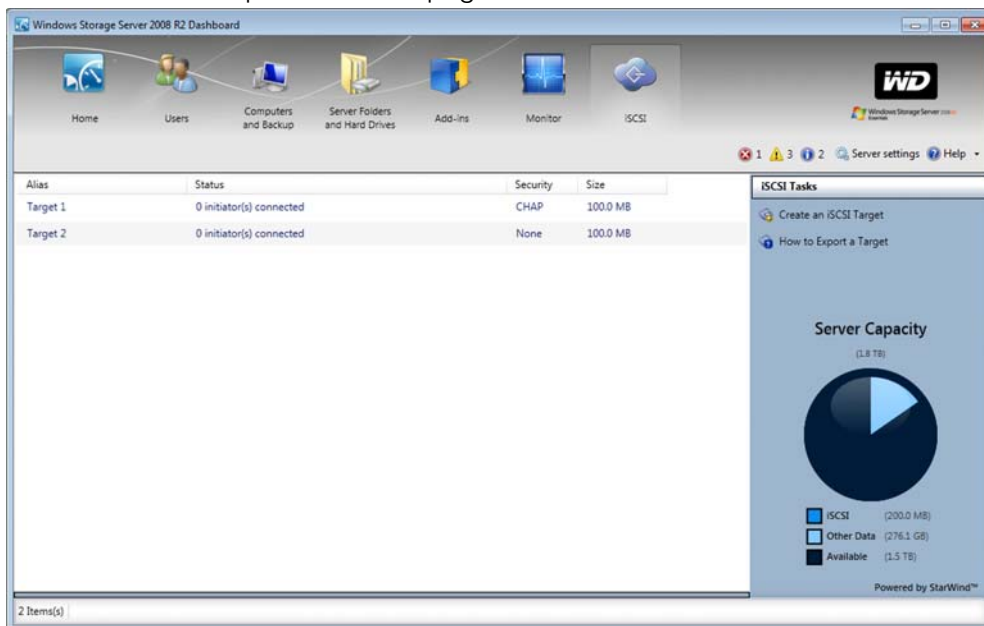 Windows Storage Server 2008 R2 Dashboard
Home
Users
Computers and Backup
Server Folders and Hard Drives
Add-ins
Monitor
iSCSI
WD
Windows Storage Server
Essentials
1 3 2 Server settings Help
Alias Status Security Size
Target 1 0 initiator(s) connected CHAP 100.0 MB
Target 2 0 initiator(s) connected None 100.0 MB
iSCSI Tasks
Create an iSCSI Target
How to Export a Target
Server Capacity
(1.8 TB)
iSCSI (200.0 MB)
Other Data (276.1 GB)
Available (1.5 TB)
Powered by StarWind™
2 Items(s)